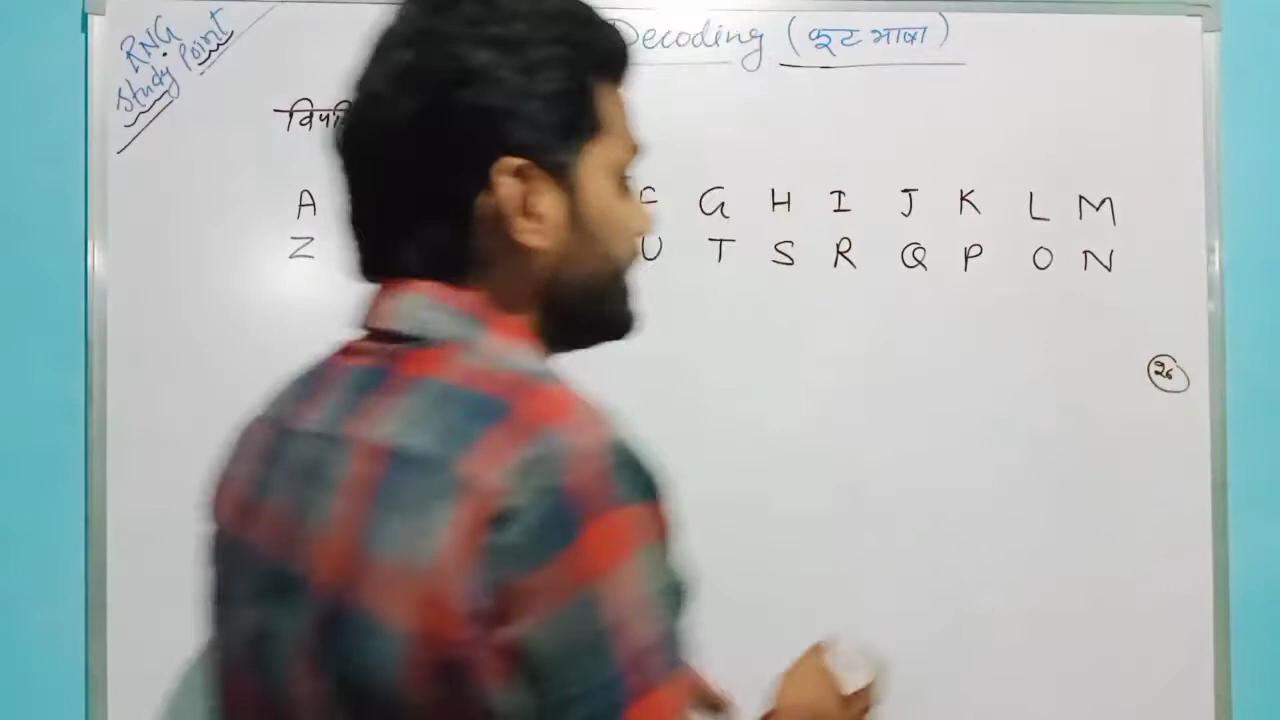 RNG
Study Point
Decoding (कूट भाषा)
A G H I J K L M
Z U T S R Q P O N
26